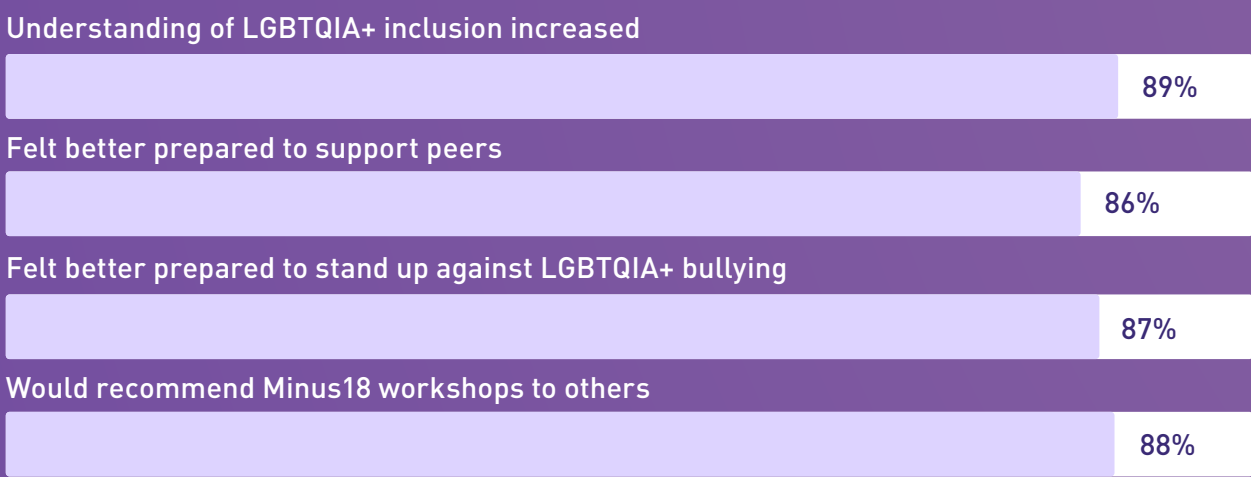 Understanding of LGBTQIA+ inclusion increased
89%
Felt better prepared to support peers
86%
Felt better prepared to stand up against LGBTQIA+ bullying
87%
Would recommend Minus18 workshops to others
88%